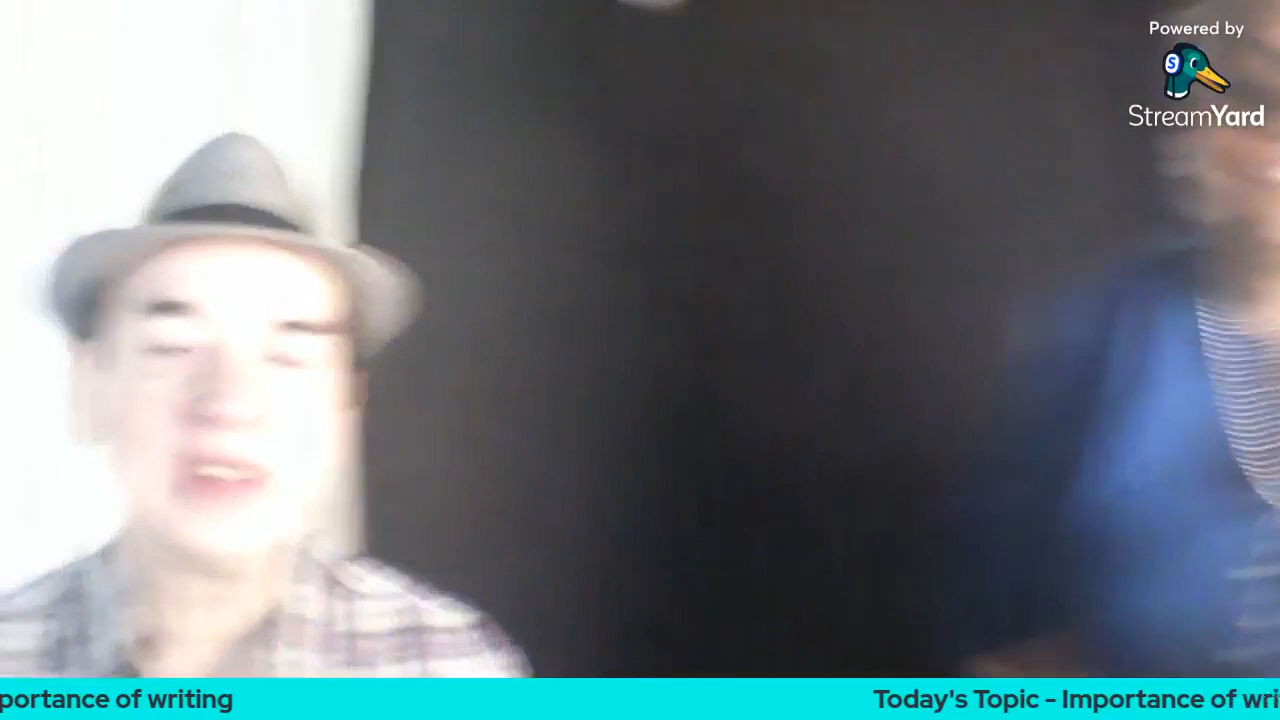 Powered by
S
StreamYard
portance of writing
Today's Topic - Importance of wri